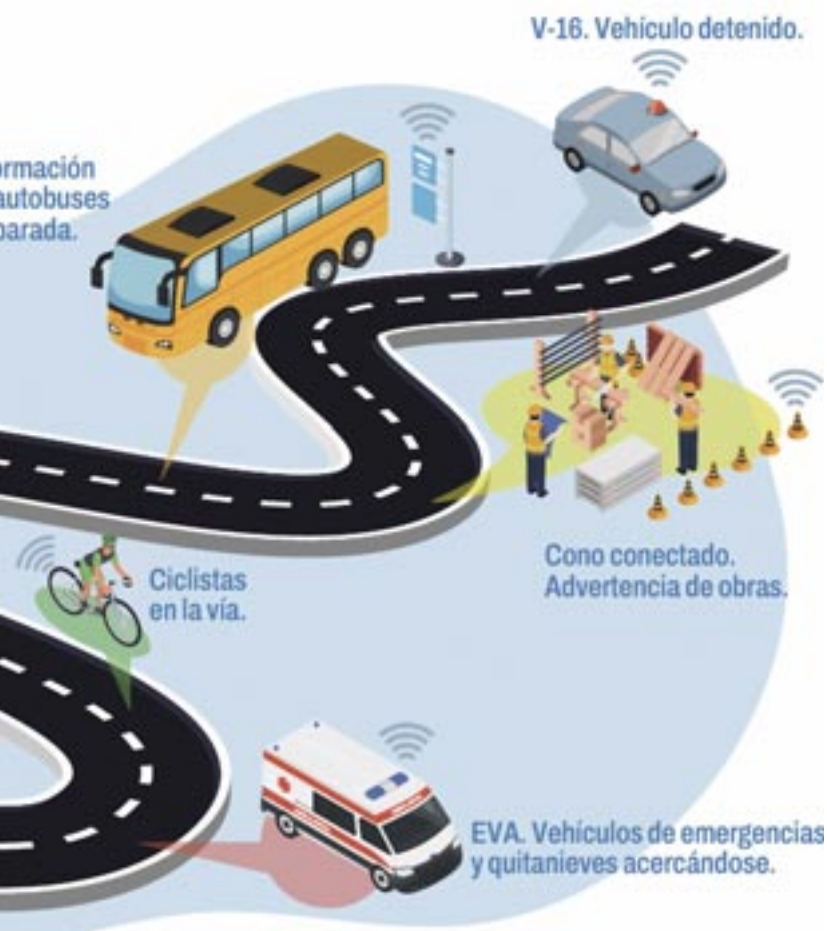 V-16. Vehículo detenido.
autobuses
parada.
Ciclistas
en la vía.
Cono conectado.
Advertencia de obras.
EVA. Vehículos de emergencias
y quitanieves acercándose.